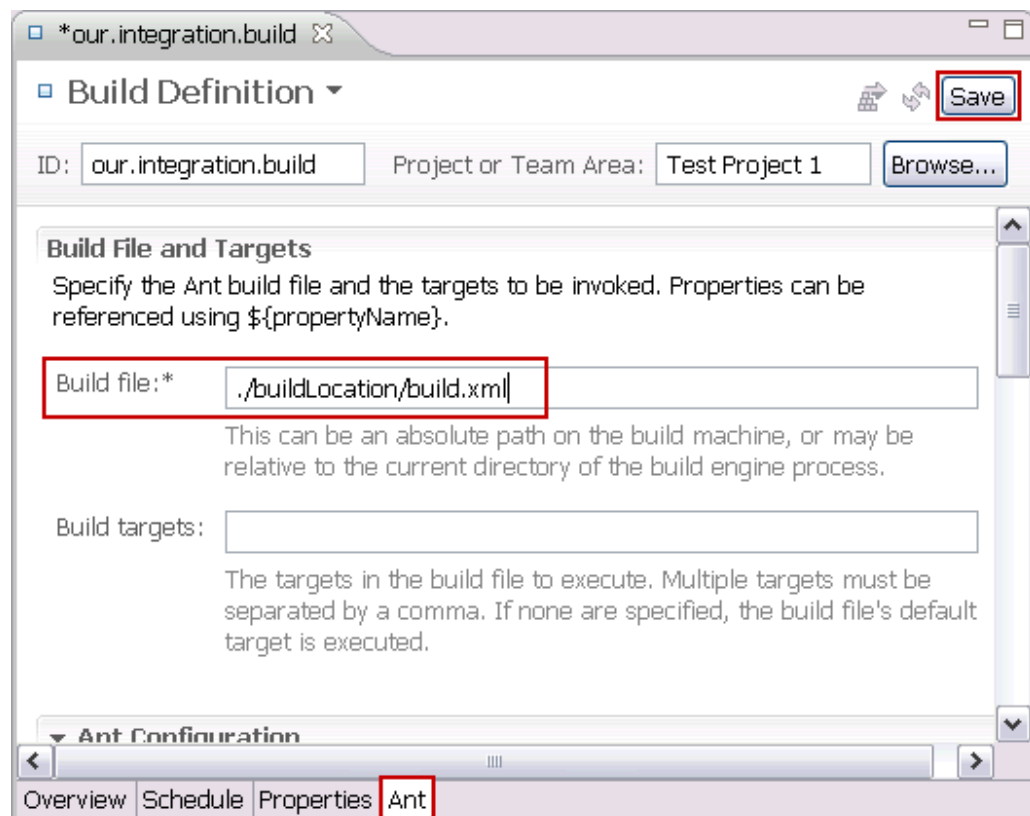 *our.integration.build
Build Definition
Save
ID: our.integration.build Project or Team Area: Test Project 1 Browse...
Build File and Targets
Specify the Ant build file and the targets to be invoked. Properties can be
referenced using ${propertyName}.
Build file:* ./buildLocation/build.xml
This can be an absolute path on the build machine, or may be
relative to the current directory of the build engine process.
Build targets:
The targets in the build file to execute. Multiple targets must be
separated by a comma. If none are specified, the build file's default
target is executed.
Ant Configuration
Overview Schedule Properties Ant